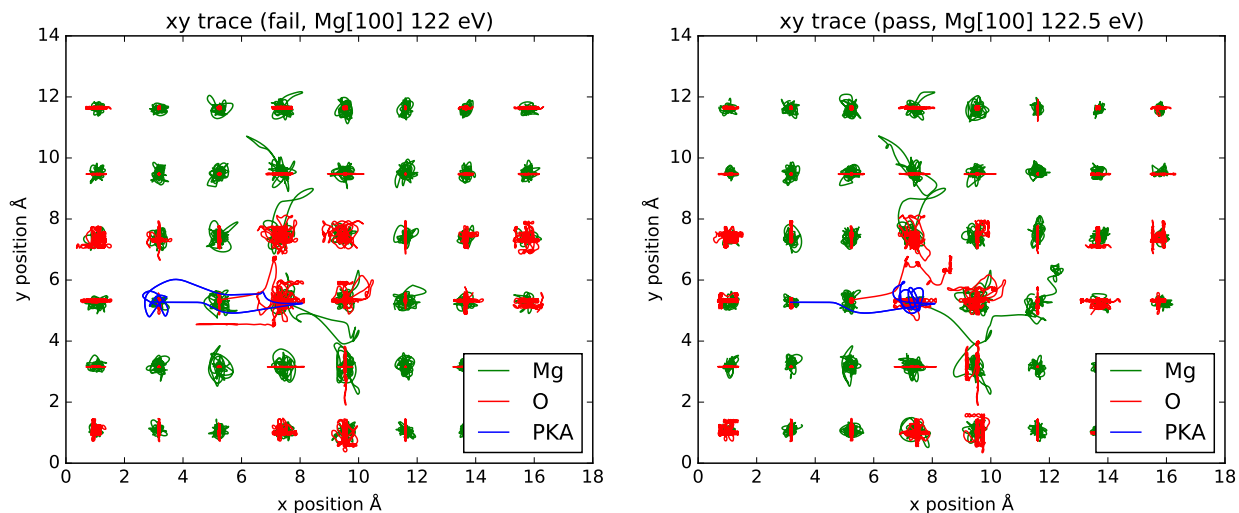 xy trace (fail, Mg[100] 122 eV)
14
12
10
8
6
4
2
0
y position Å
0 2 4 6 8 10 12 14 16 18
x position Å
Mg
O
PKA
xy trace (pass, Mg[100] 122.5 eV)
14
12
10
8
6
4
2
0
y position Å
0 2 4 6 8 10 12 14 16 18
x position Å
Mg
O
PKA